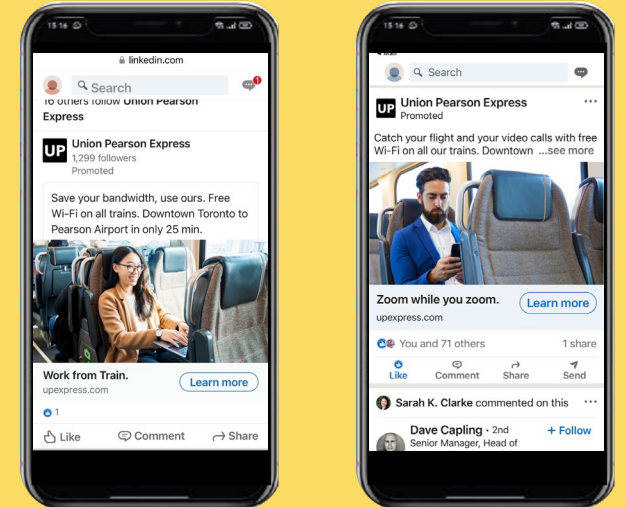 15 16
linkedin.com
Search
1
16 others follow Union Pearson
Express
UP
Union Pearson Express
1,299 followers
Promoted
Save your bandwidth, use ours. Free
Wi-Fi on all trains. Downtown Toronto to
Pearson Airport in only 25 min.
Work from Train.
upexpress.com
Learn more
1
Like
Comment
Share
15 16
Mail
Search
UP
Union Pearson Express
Promoted
Catch your flight and your video calls with free
Wi-Fi on all our trains. Downtown ...see more
Zoom while you zoom.
upexpress.com
Learn more
You and 71 others
1 share
Like
Comment
Share
Send
Sarah K. Clarke commented on this
Dave Capling · 2nd
+ Follow
Senior Manager, Head of